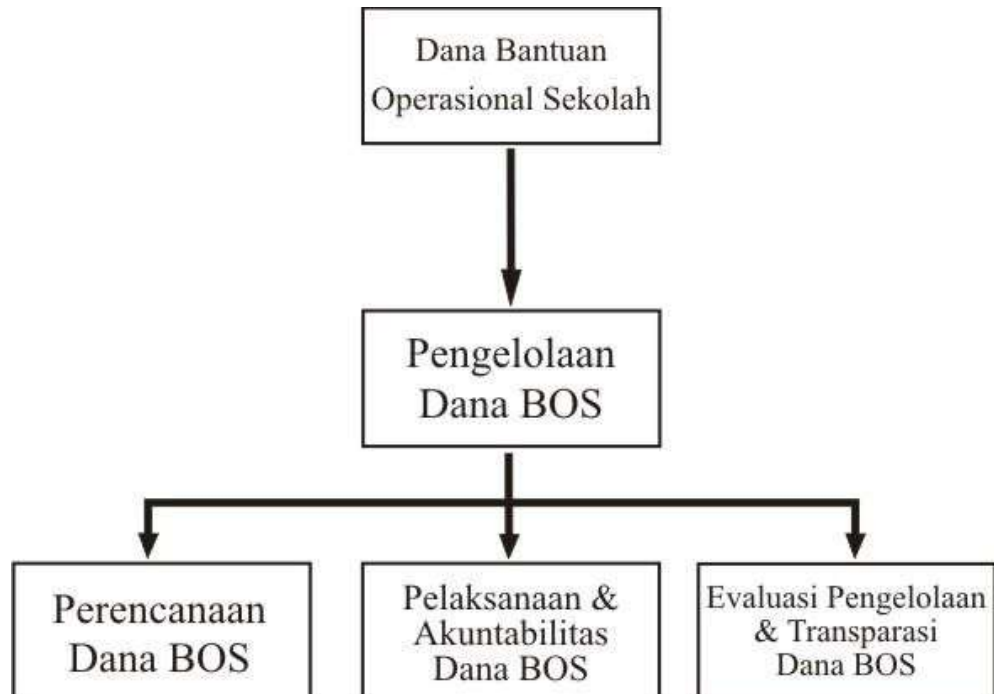 Dana Bantuan
Operasional Sekolah
Pengelolaan
Dana BOS
Perencanaan
Dana BOS
Pelaksanaan &
Akuntabilitas
Dana BOS
Evaluasi Pengelolaan
& Transparasi
Dana BOS